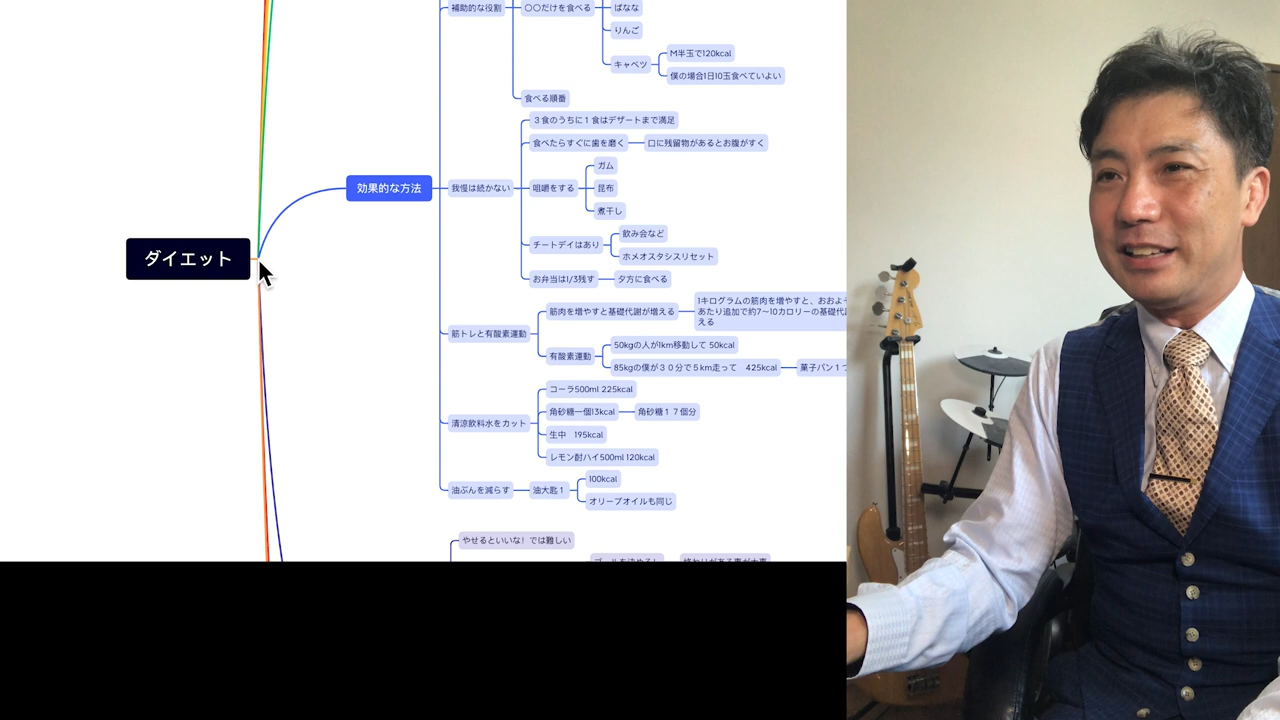 補助的な役割
〇〇だけを食べる
ばなな
りんご
キャベツ
M半玉で120kcal
僕の場合1日10玉食べていよい
食べる順番
ダイエット
効果的な方法
我慢は続かない
３食のうちに１食はデザートまで満足
食べたらすぐに歯を磨く
口に残留物があるとお腹がすく
咀嚼をする
ガム
昆布
煮干し
チートデイはあり
飲み会など
ホメオスタシスリセット
お弁当は1/3残す
夕方に食べる
筋トレと有酸素運動
筋肉を増やすと基礎代謝が増える
1キログラムの筋肉を増やすと、おおよそ
あたり追加で約7〜10カロリーの基礎代謝
える
有酸素運動
50kgの人が1km移動して 50kcal
85kgの僕が３０分で５km走って　425kcal
菓子パン１つ
清涼飲料水をカット
コーラ500ml 225kcal
角砂糖一個13kcal
角砂糖１７個分
生中　195kcal
レモン酎ハイ500ml 120kcal
油ぶんを減らす
油大匙１
100kcal
オリーブオイルも同じ
やせるといいな！では難しい